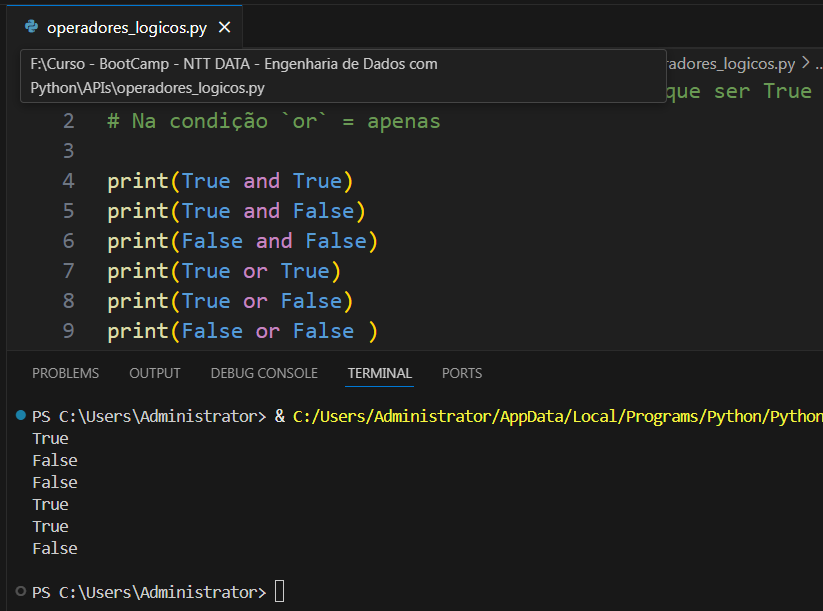 operadores_logicos.py
F:\Curso - BootCamp - NTT DATA - Engenharia de Dados com
Python\APIs\operadores_logicos.py
adores_logicos.py > ..
que ser True
2 # Na condição `or` = apenas
3
4 print(True and True)
5 print(True and False)
6 print(False and False)
7 print(True or True)
8 print(True or False)
9 print(False or False )
PROBLEMS OUTPUT DEBUG CONSOLE TERMINAL PORTS
PS C:\Users\Administrator> & C:/Users/Administrator/AppData/Local/Programs/Python/Python
True
False
False
True
True
False
PS C:\Users\Administrator>